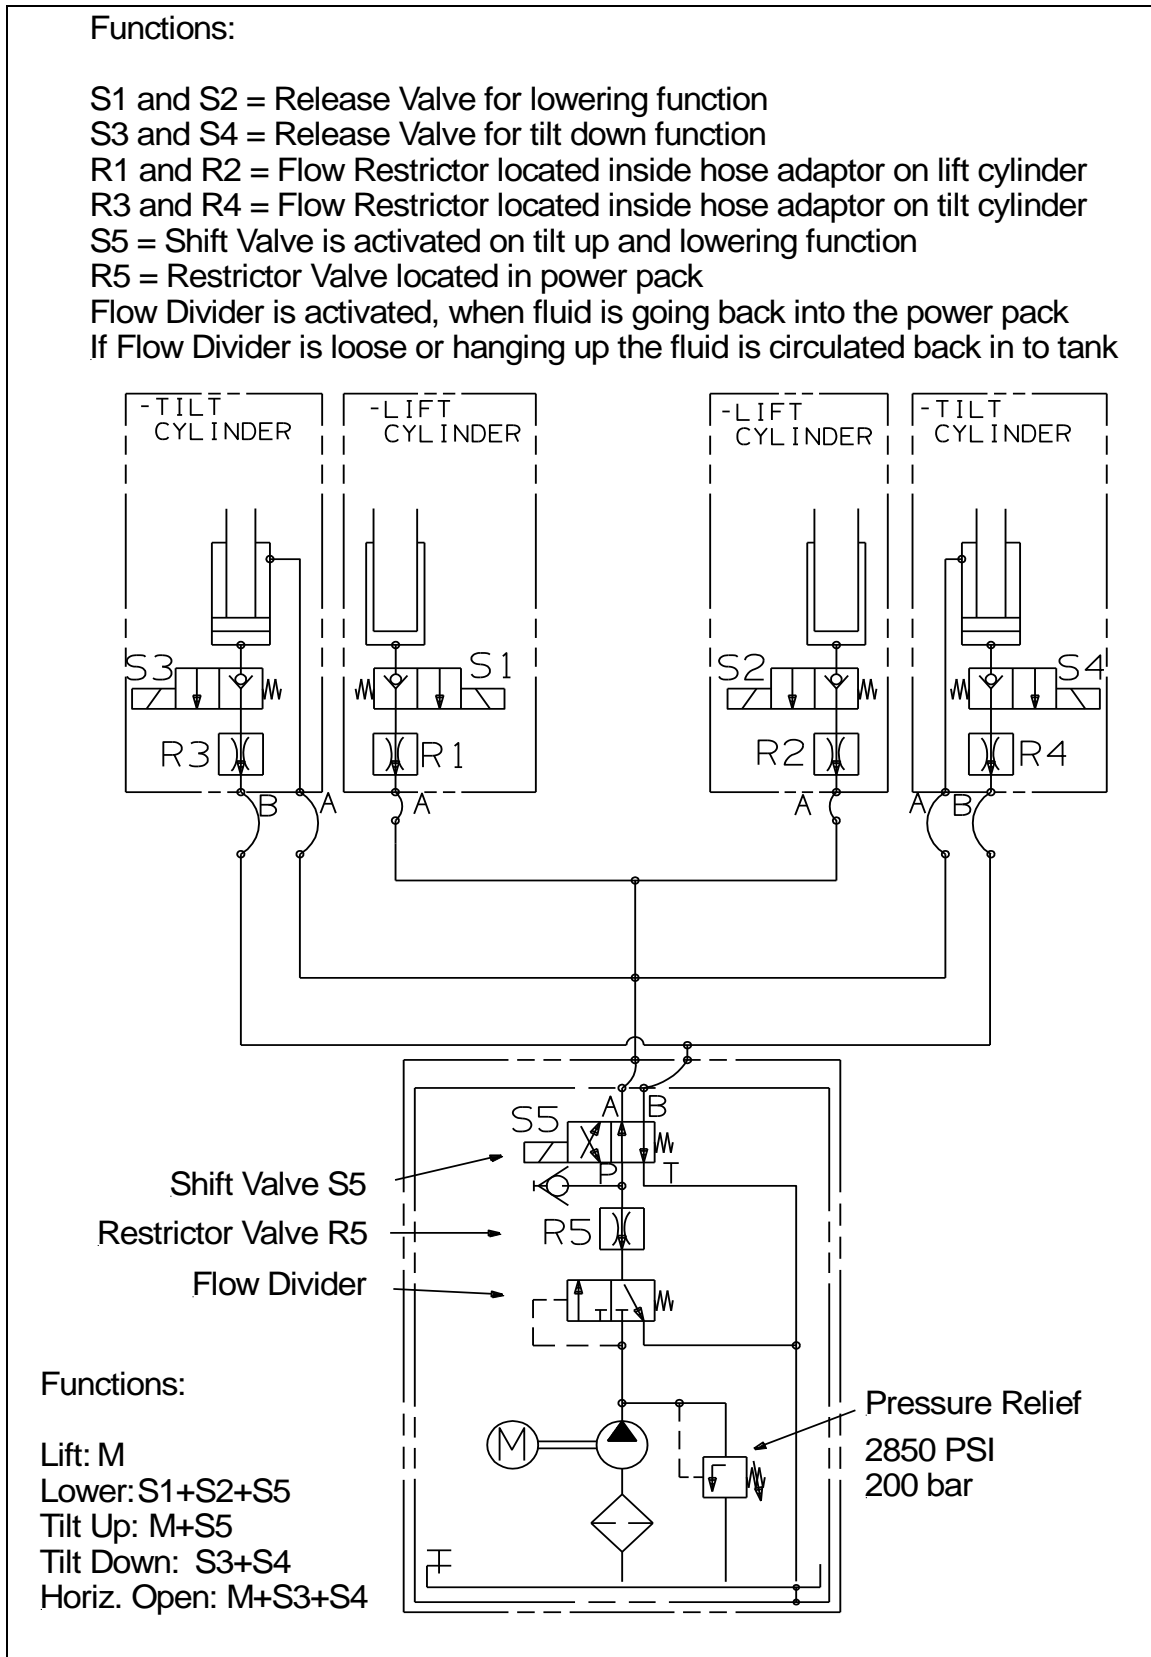 Functions:
S1 and S2 = Release Valve for lowering function
S3 and S4 = Release Valve for tilt down function
R1 and R2 = Flow Restrictor located inside hose adaptor on lift cylinder
R3 and R4 = Flow Restrictor located inside hose adaptor on tilt cylinder
S5 = Shift Valve is activated on tilt up and lowering function
R5 = Restrictor Valve located in power pack
Flow Divider is activated, when fluid is going back into the power pack
If Flow Divider is loose or hanging up the fluid is circulated back in to tank
-TILT
CYLINDER
-LIFT
CYLINDER
-LIFT
CYLINDER
-TILT
CYLINDER
S3
S1
S2
S4
R3
R1
R2
R4
B
A
A
A
A
B
A
B
S5
P
T
Shift Valve S5
Restrictor Valve R5
R5
Flow Divider
M
Pressure Relief
2850 PSI
200 bar
Functions:
Lift: M
Lower: S1+S2+S5
Tilt Up: M+S5
Tilt Down: S3+S4
Horiz. Open: M+S3+S4